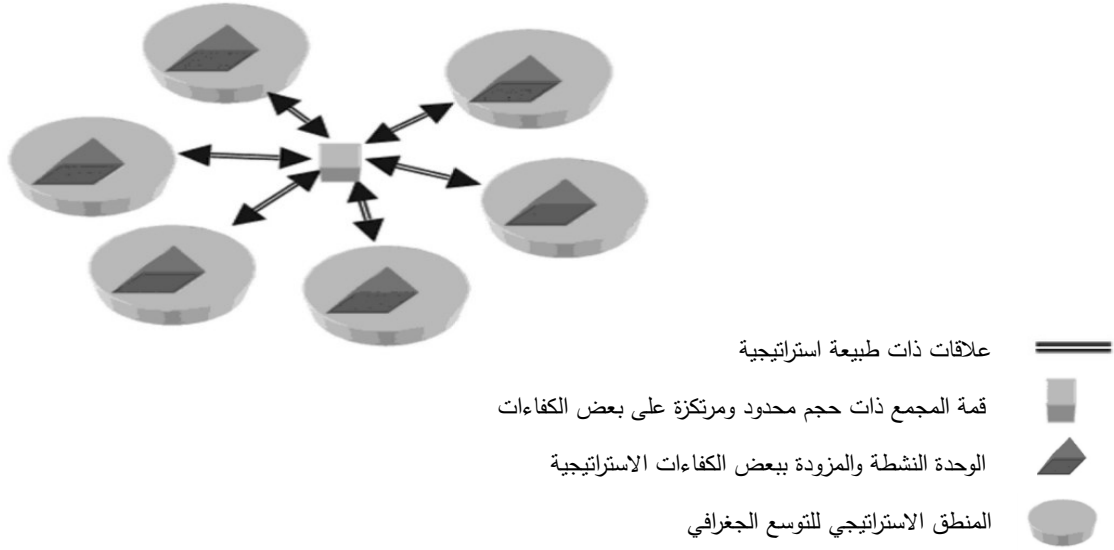 علاقات ذات طبيعة استراتيجية
قمة المجمع ذات حجم محدود ومرتكزة على بعض الكفاءات
الوحدة النشطة والمزودة ببعض الكفاءات الاستراتيجية
المنطق الاستراتيجي للتوسع الجغرافي